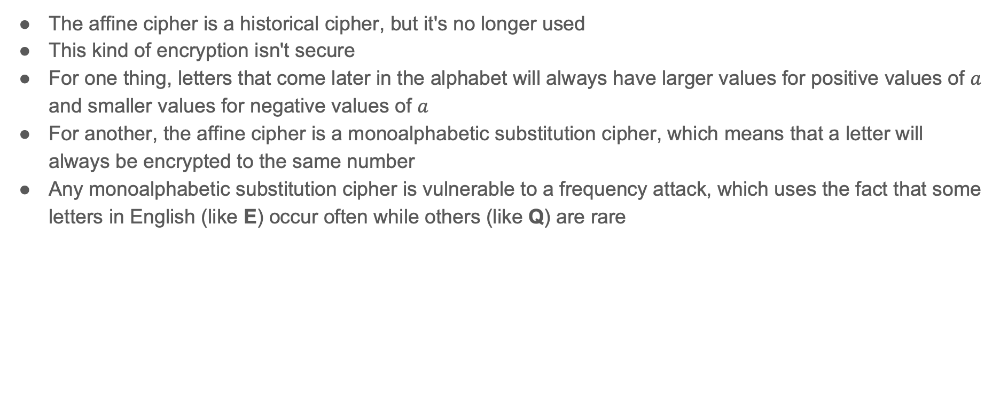 ● The affine cipher is a historical cipher, but it's no longer used
● This kind of encryption isn't secure
● For one thing, letters that come later in the alphabet will always have larger values for positive values of a
and smaller values for negative values of a
● For another, the affine cipher is a monoalphabetic substitution cipher, which means that a letter will
always be encrypted to the same number
● Any monoalphabetic substitution cipher is vulnerable to a frequency attack, which uses the fact that some
letters in English (like E) occur often while others (like Q) are rare